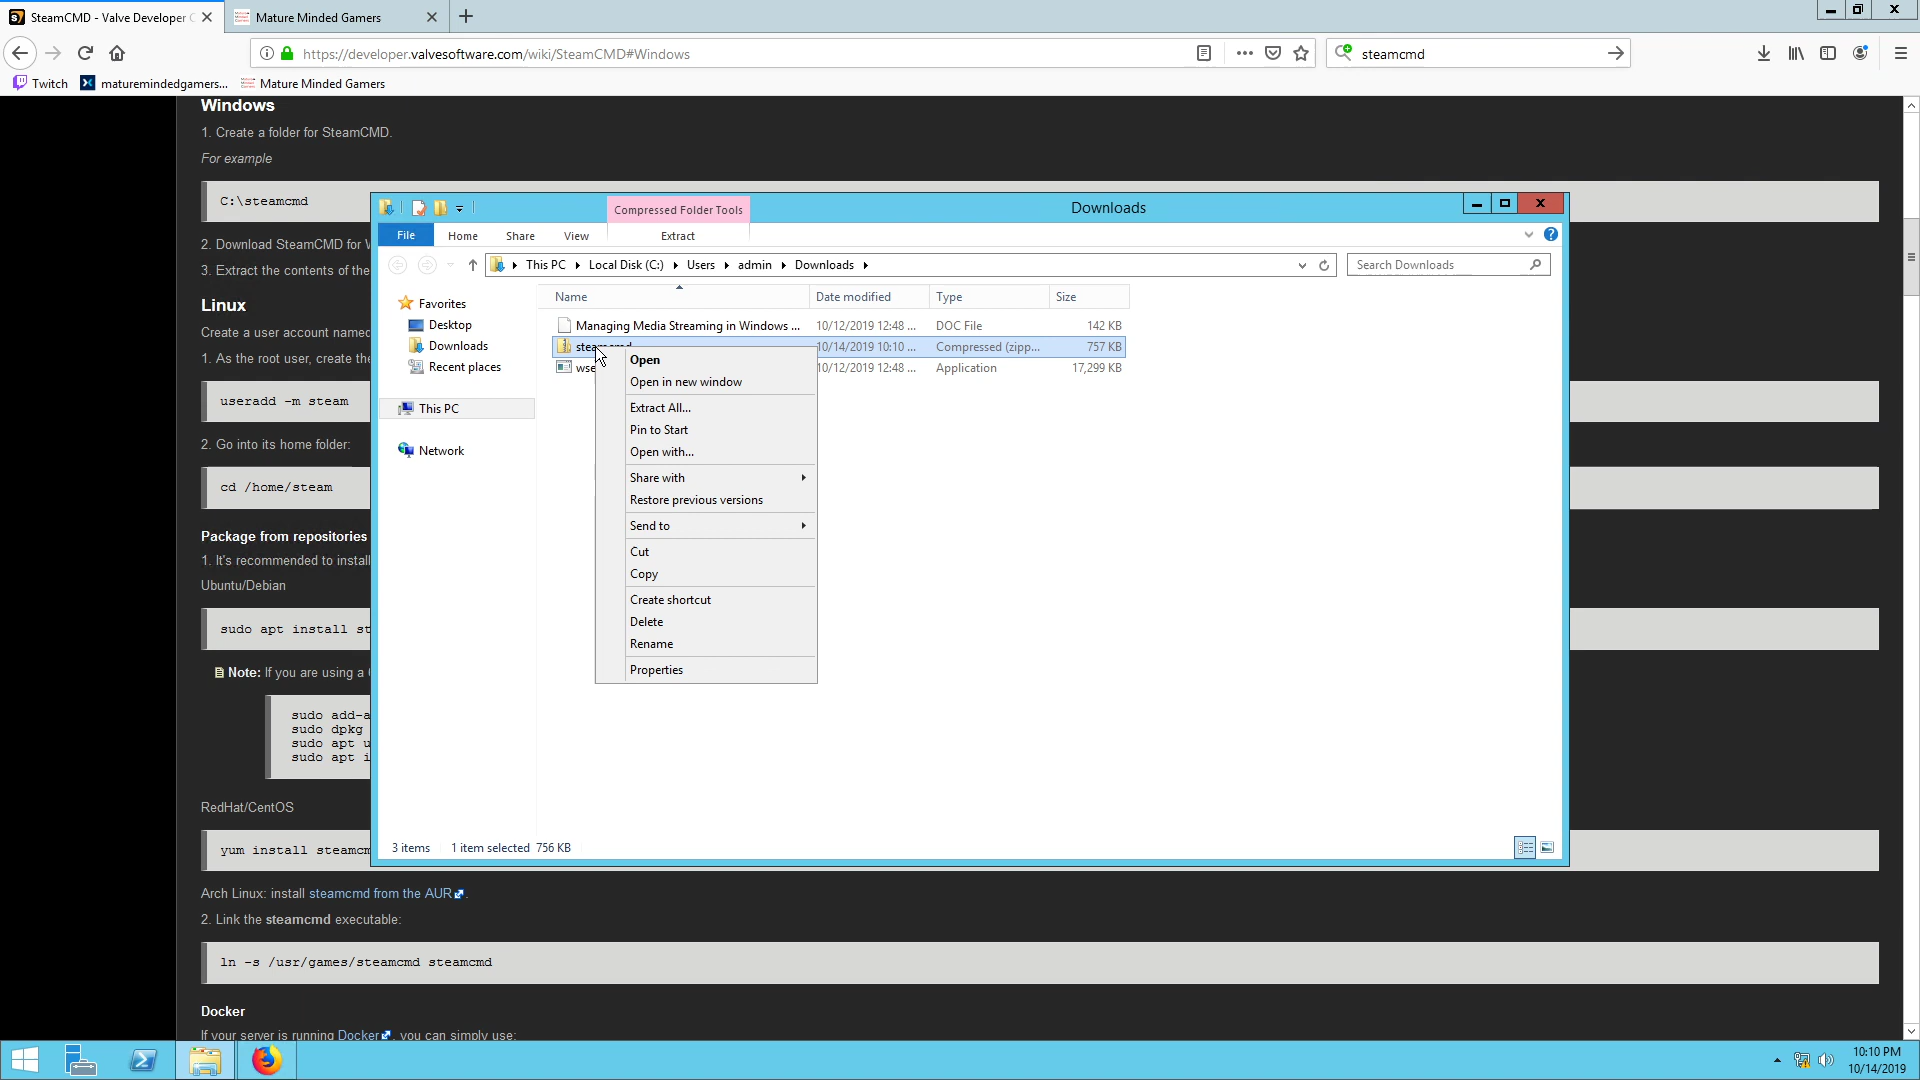 SteamCMD - Valve Developer C
Mature Minded Gamers
https://developer.valvesoftware.com/wiki/SteamCMD#Windows
steamcmd
Twitch
maturemindedgamers...
Mature Minded Gamers
Windows
1. Create a folder for SteamCMD.
For example
C:\steamcmd
2. Download SteamCMD for W
3. Extract the contents of the
Linux
Create a user account named
1. As the root user, create the
useradd -m steam
2. Go into its home folder:
cd /home/steam
Package from repositories
1. It's recommended to install
Ubuntu/Debian
sudo apt install st
Note: If you are using a
sudo add-a
sudo dpkg
sudo apt u
sudo apt i
RedHat/CentOS
yum install steamcm
Arch Linux: install steamcmd from the AUR.
2. Link the steamcmd executable:
ln -s /usr/games/steamcmd steamcmd
Docker
If your server is running Docker, you can simply use:
Compressed Folder Tools
Downloads
File
Home
Share
View
Extract
This PC
Local Disk (C:)
Users
admin
Downloads
Search Downloads
Favorites
Desktop
Downloads
Recent places
This PC
Network
Name
Date modified
Type
Size
Managing Media Streaming in Windows ...
10/12/2019 12:48 ...
DOC File
142 KB
steamcmd
10/14/2019 10:10 ...
Compressed (zipp...
757 KB
wse
10/12/2019 12:48 ...
Application
17,299 KB
Open
Open in new window
Extract All...
Pin to Start
Open with...
Share with
Restore previous versions
Send to
Cut
Copy
Create shortcut
Delete
Rename
Properties
3 items
1 item selected 756 KB
10:10 PM
10/14/2019